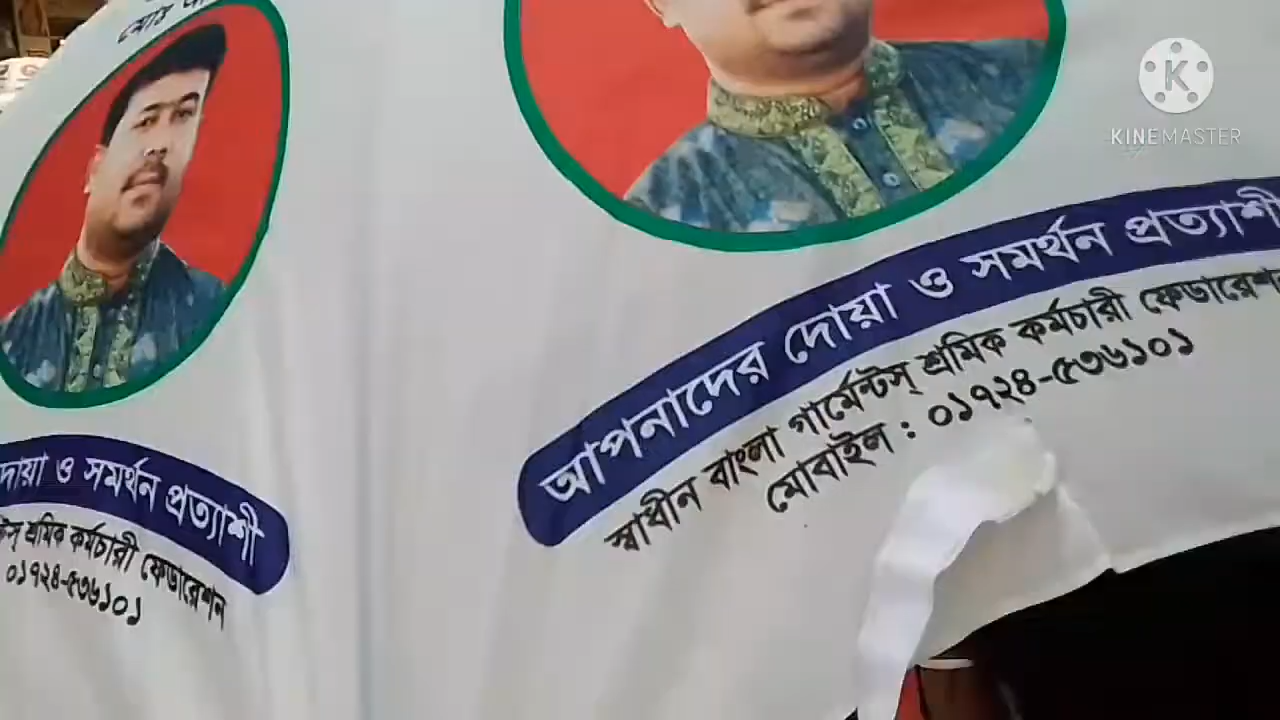 মোঃ
KINEMASTER
আপনাদের দোয়া ও সমর্থন প্রত্যাশী
স্বাধীন বাংলা গার্মেন্টস্ শ্রমিক কর্মচারী ফেডারেশন
মোবাইল : ০১৭২৪-৫৩৬১০১
দোয়া ও সমর্থন প্রত্যাশী
শ্রমিক কর্মচারী ফেডারেশন
০১৭২৪-৫৩৬১০১